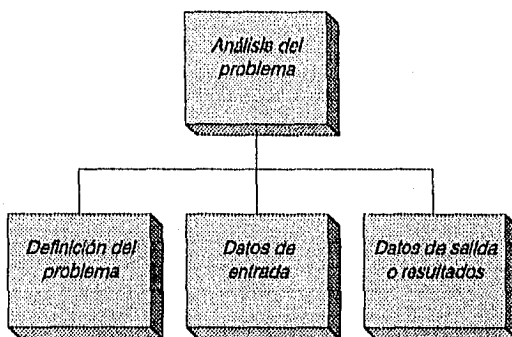 Análisis del
problema
Definición del
problema
Datos de
entrada
Datos de salida
o resultados